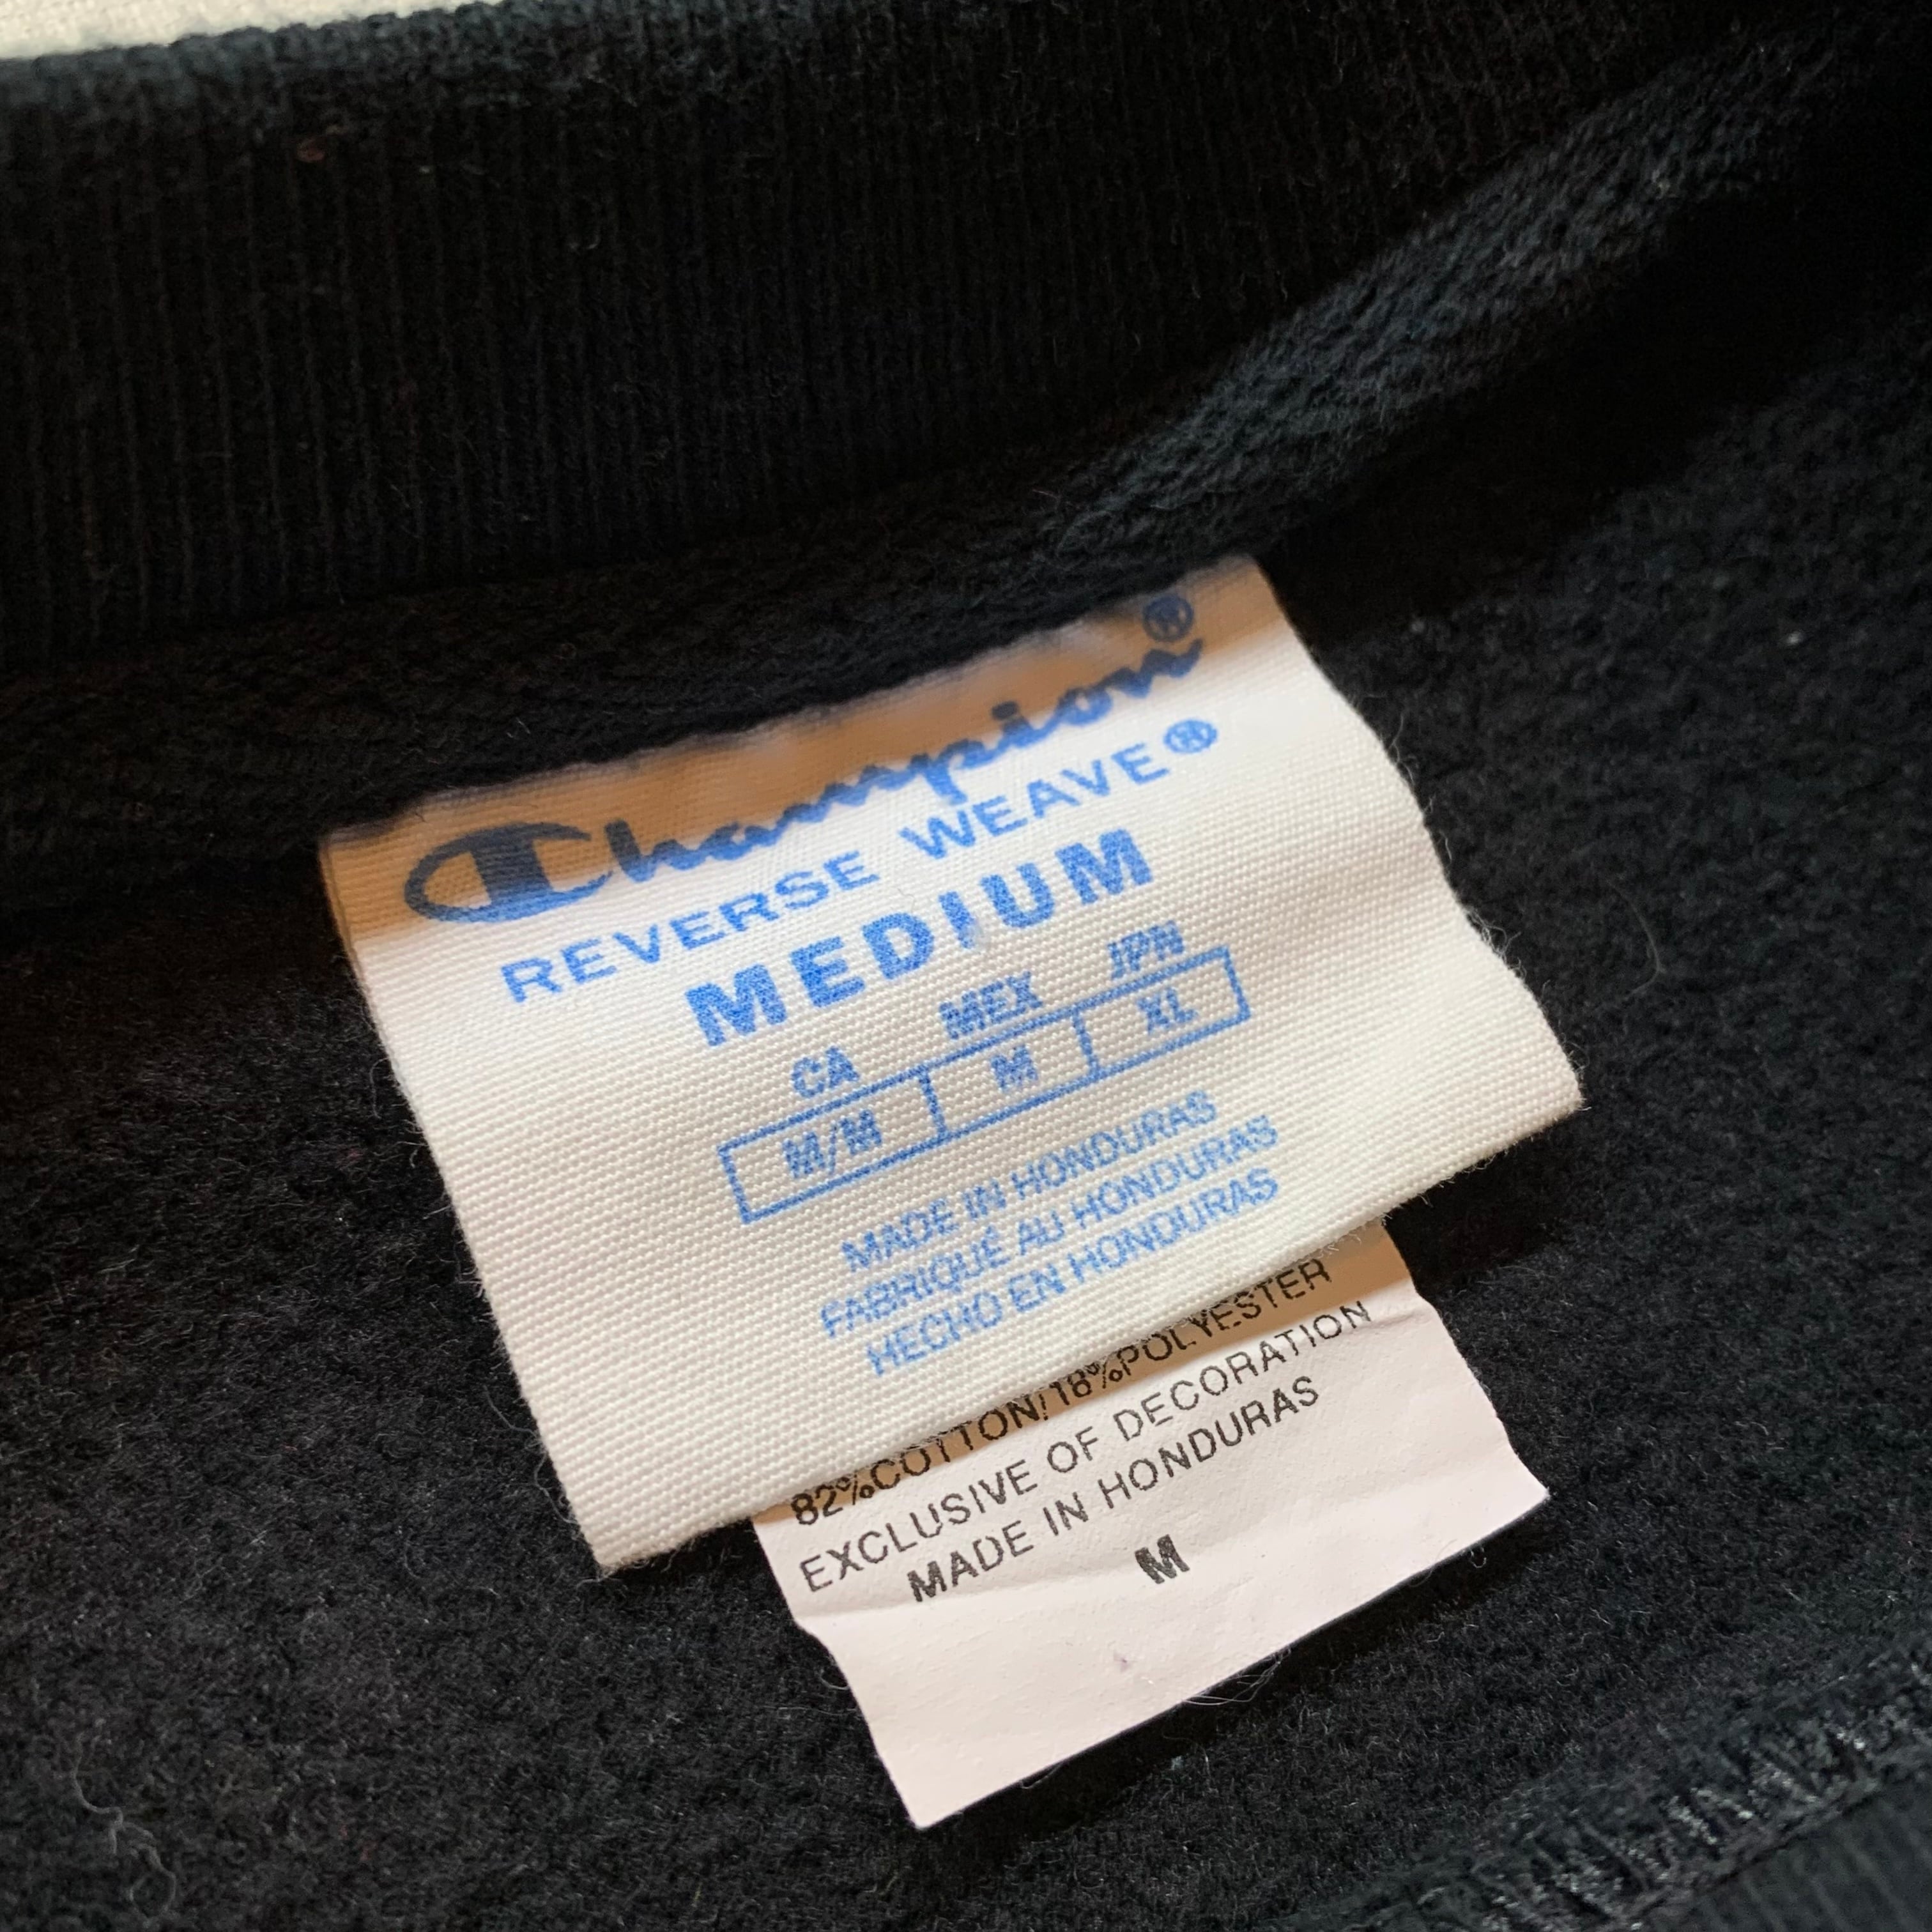 Champion®
REVERSE WEAVE®
MEDIUM
CA MEX JPN
M/M M XL
MADE IN HONDURAS
FABRIQUÉ AU HONDURAS
HECHO EN HONDURAS
82%COTTON/18%POLYESTER
EXCLUSIVE OF DECORATION
MADE IN HONDURAS
M